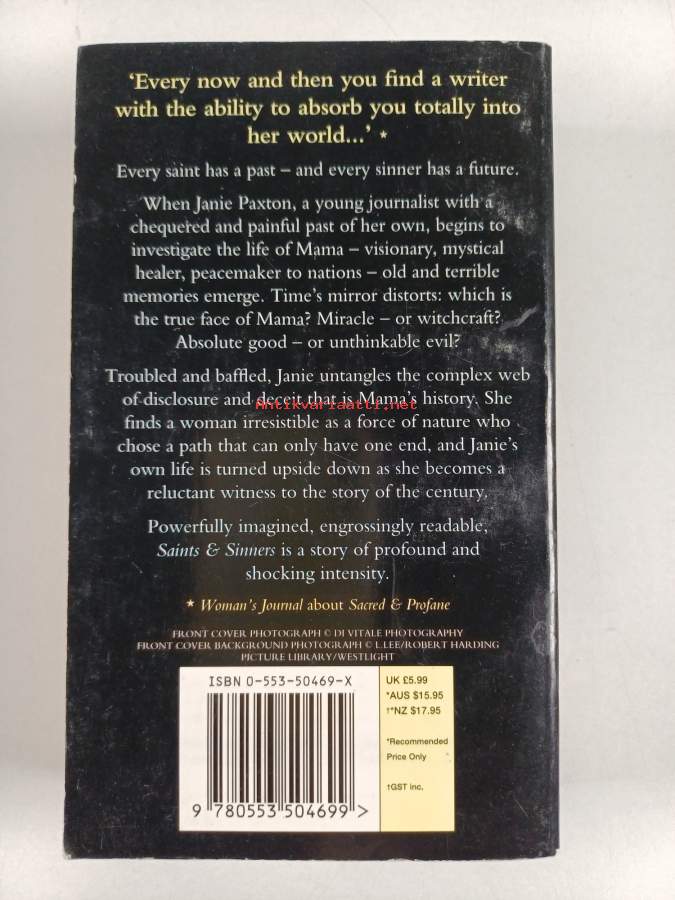 ‘Every now and then you find a writer
with the ability to absorb you totally into
her world...’ *
Every saint has a past – and every sinner has a future.
When Janie Paxton, a young journalist with a
chequered and painful past of her own, begins to
investigate the life of Mama – visionary, mystical
healer, peacemaker to nations – old and terrible
memories emerge. Time’s mirror distorts: which is
the true face of Mama? Miracle – or witchcraft?
Absolute good – or unthinkable evil?
Troubled and baffled, Janie untangles the complex web
of disclosure and deceit that is Mama’s history. She
Antikvariaatti.net
finds a woman irresistible as a force of nature who
chose a path that can only have one end, and Janie’s
own life is turned upside down as she becomes a
reluctant witness to the story of the century.
Powerfully imagined, engrossingly readable,
Saints & Sinners is a story of profound and
shocking intensity.
* Woman’s Journal about Sacred & Profane
FRONT COVER PHOTOGRAPH © DI VITALE PHOTOGRAPHY
FRONT COVER BACKGROUND PHOTOGRAPH © L.LEE/ROBERT HARDING
PICTURE LIBRARY/WESTLIGHT
ISBN 0-553-50469-X
9 780553 504699 >
UK £5.99
*AUS $15.95
†*NZ $17.95
*Recommended
Price Only
†GST inc.